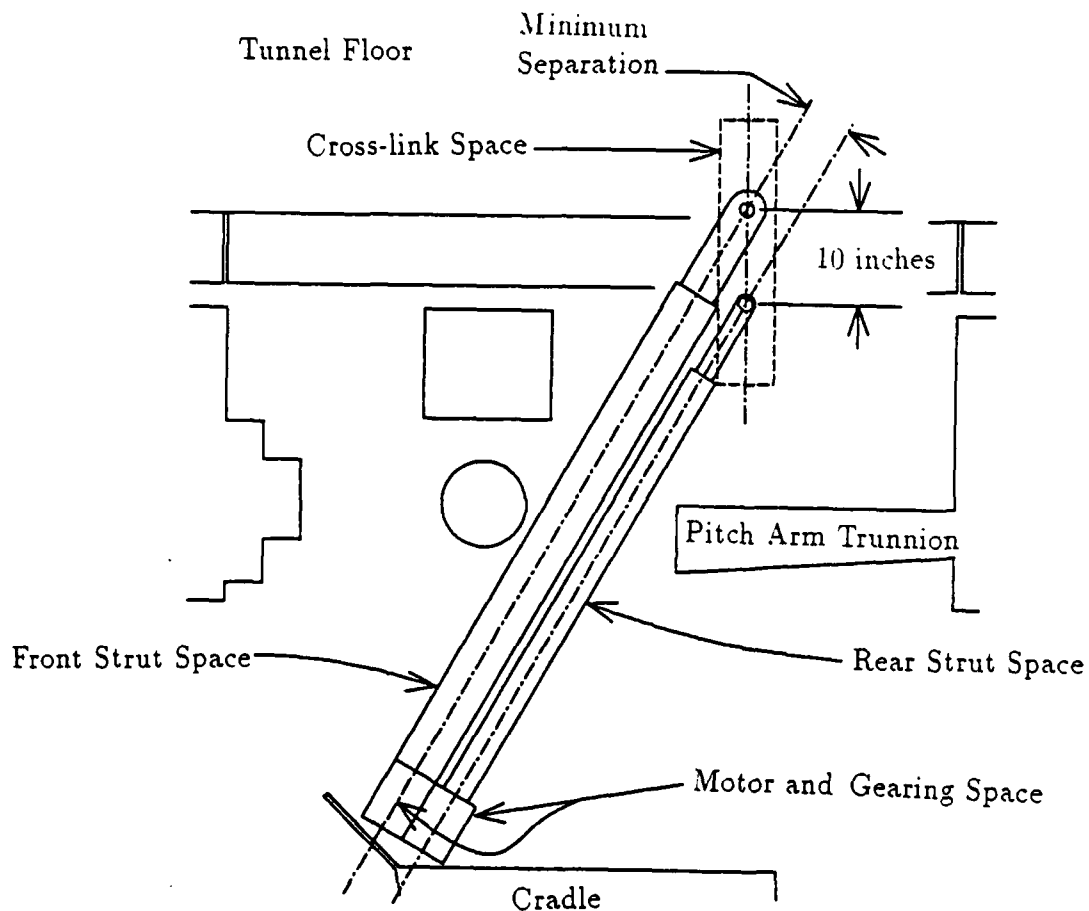 Minimum
Separation
Tunnel Floor
Cross-link Space
10 inches
Pitch Arm Trunnion
Front Strut Space
Rear Strut Space
Motor and Gearing Space
Cradle